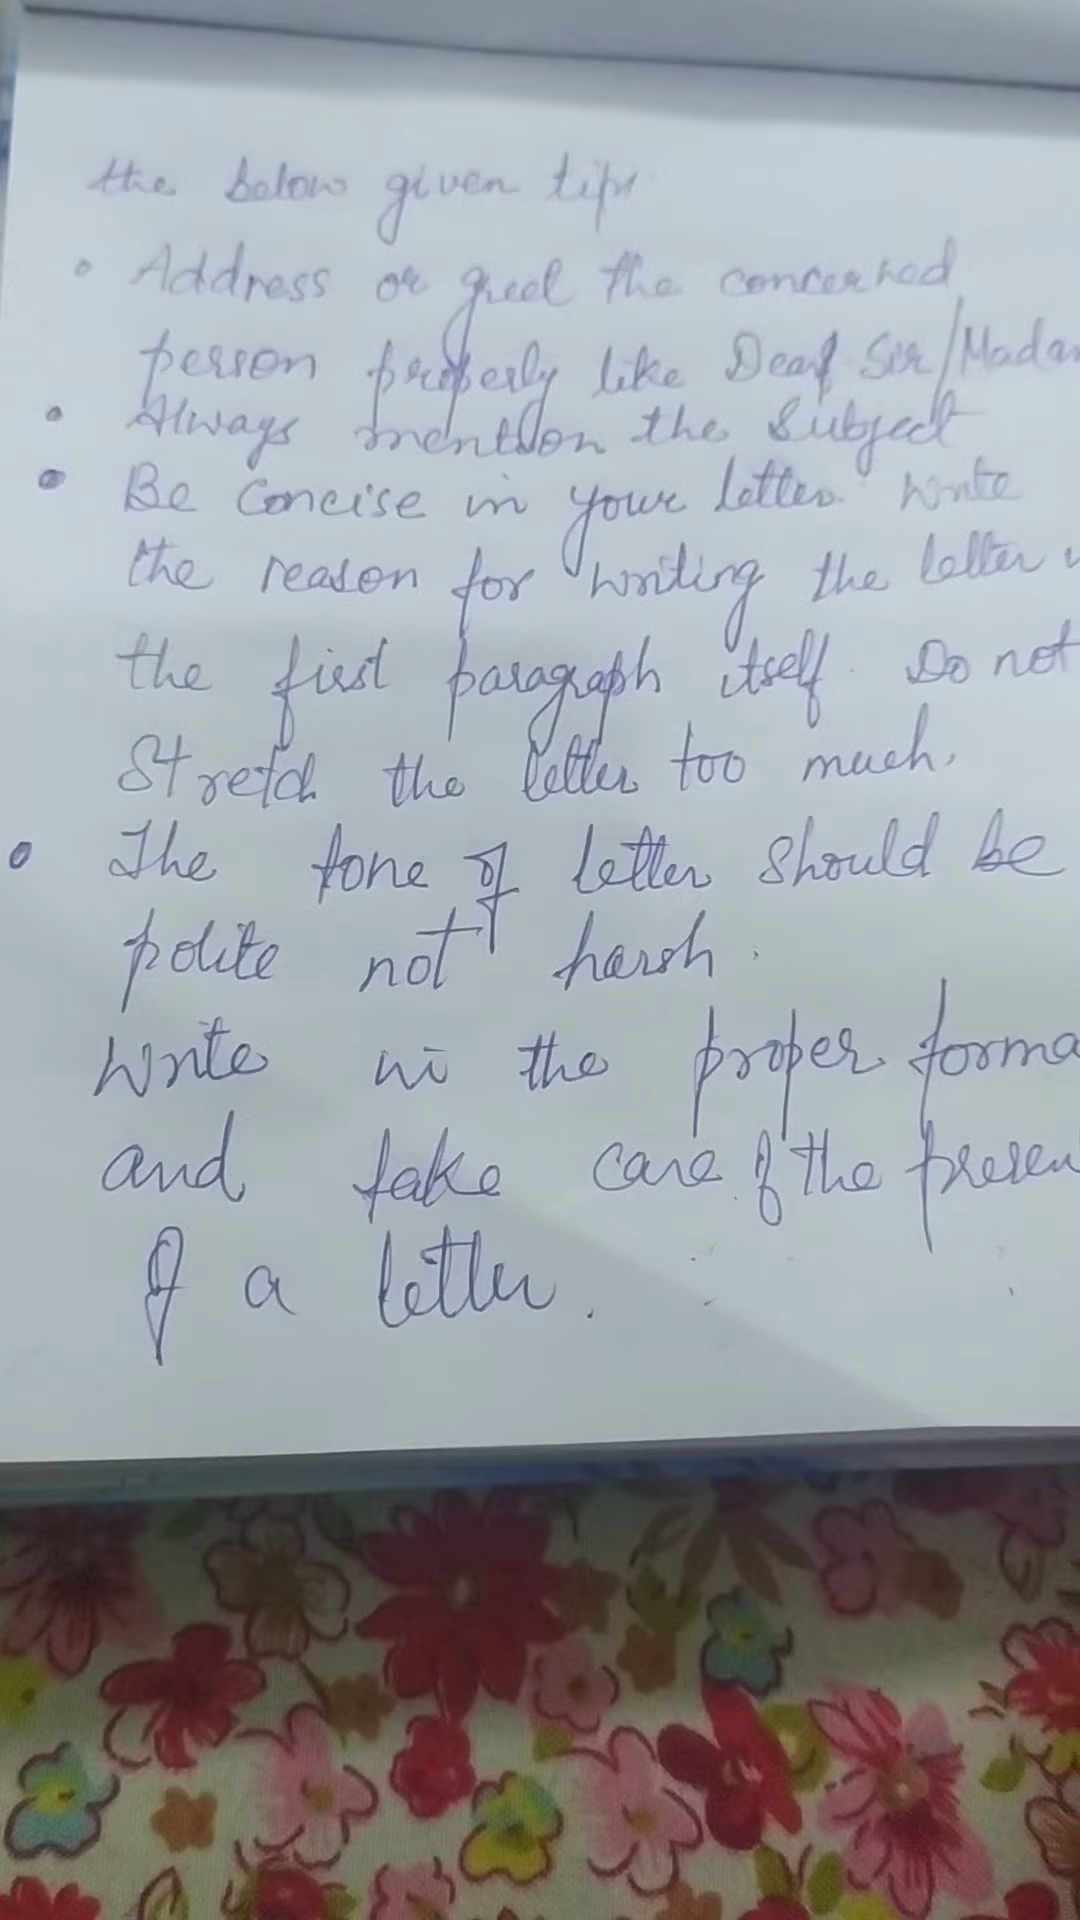 the below given tips
• Address or greet the concerned
person properly like Dear Sir/Madam
• Always mention the Subject
• Be Concise in your letter. Write
the reason for writing the letter
the first paragraph itself. Do not
Stretch the letter too much.
• The tone of letter should be
polite not harsh.
Write in the proper forma
and take care of the presen
of a letter.